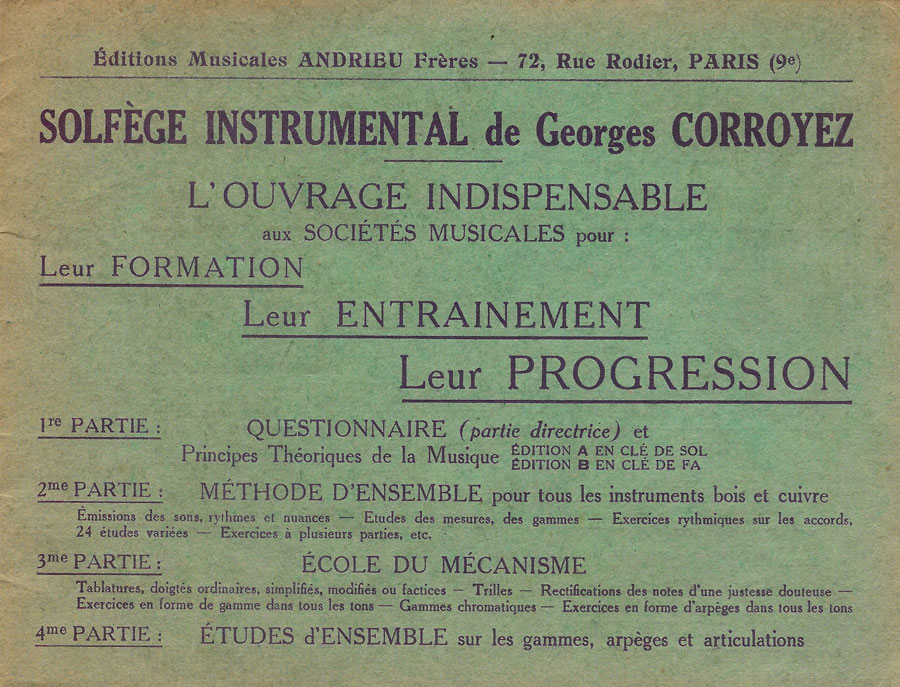 Éditions Musicales ANDRIEU Frères — 72, Rue Rodier, PARIS (9e)
SOLFÈGE INSTRUMENTAL de Georges CORROYEZ
L'OUVRAGE INDISPENSABLE
aux SOCIÉTÉS MUSICALES pour :
Leur FORMATION
Leur ENTRAINEMENT
Leur PROGRESSION
1re PARTIE : QUESTIONNAIRE (partie directrice) et
Principes Théoriques de la Musique ÉDITION A EN CLÉ DE SOL
ÉDITION B EN CLÉ DE FA
2me PARTIE : MÉTHODE D'ENSEMBLE pour tous les instruments bois et cuivre
Émissions des sons, rythmes et nuances — Etudes des mesures, des gammes — Exercices rythmiques sur les accords,
24 études variées — Exercices à plusieurs parties, etc.
3me PARTIE : ÉCOLE DU MÉCANISME
Tablatures, doigtés ordinaires, simplifiés, modifiés ou factices — Trilles — Rectifications des notes d'une justesse douteuse —
Exercices en forme de gamme dans tous les tons — Gammes chromatiques — Exercices en forme d'arpèges dans tous les tons
4me PARTIE : ÉTUDES d'ENSEMBLE sur les gammes, arpèges et articulations